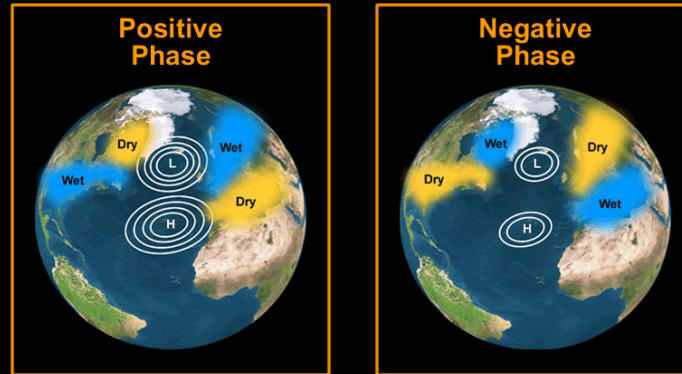 Positive
Phase
Dry
L
Wet
Wet
Dry
H
Negative
Phase
Wet
L
Dry
Dry
Wet
H